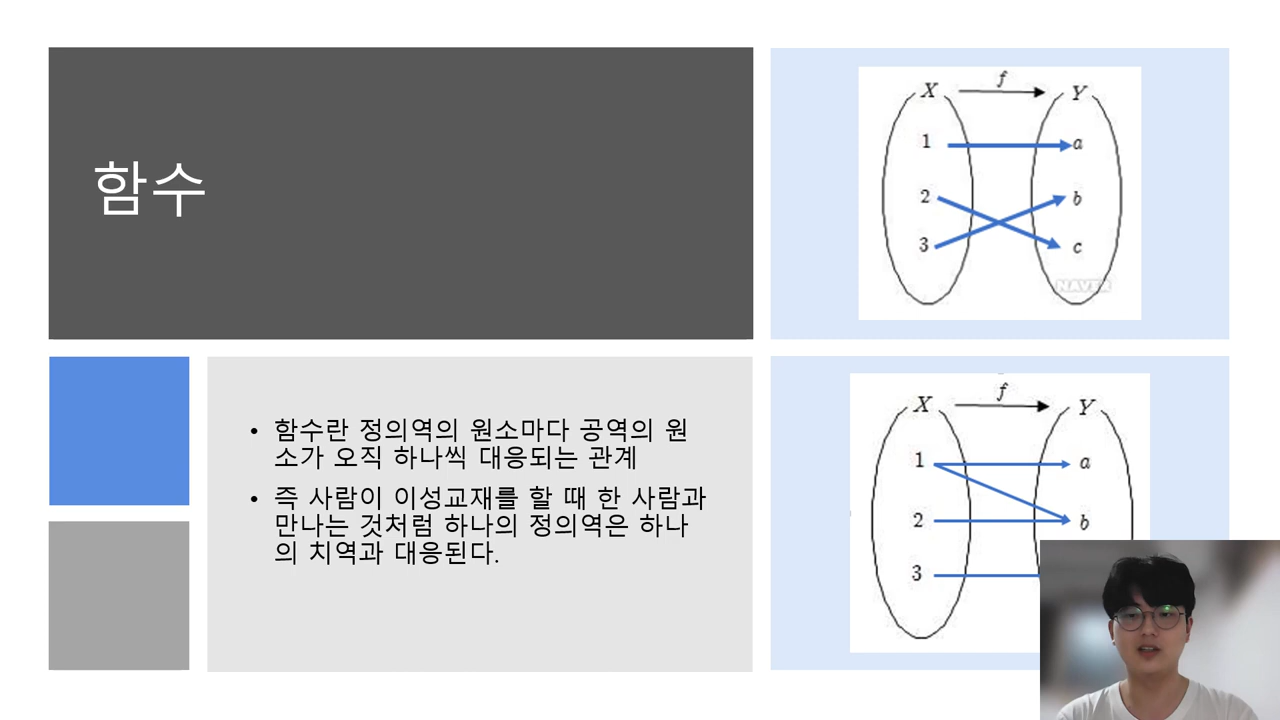 함수
• 함수란 정의역의 원소마다 공역의 원
소가 오직 하나씩 대응되는 관계
• 즉 사람이 이성교재를 할 때 한 사람과
만나는 것처럼 하나의 정의역은 하나
의 치역과 대응된다.
X f Y
1 a
2 b
3 c
NAVER
X f Y
1 a
2 b
3